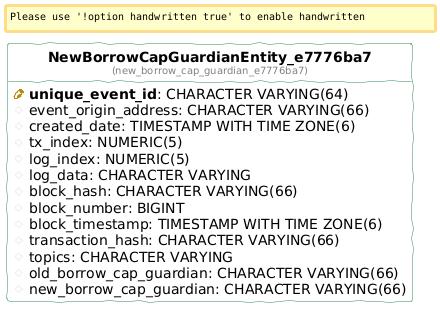 Please use '!option handwritten true' to enable handwritten
NewBorrowCapGuardianEntity_e7776ba7
(new_borrow_cap_guardian_e7776ba7)
unique_event_id: CHARACTER VARYING(64)
event_origin_address: CHARACTER VARYING(66)
created_date: TIMESTAMP WITH TIME ZONE(6)
tx_index: NUMERIC(5)
log_index: NUMERIC(5)
log_data: CHARACTER VARYING
block_hash: CHARACTER VARYING(66)
block_number: BIGINT
block_timestamp: TIMESTAMP WITH TIME ZONE(6)
transaction_hash: CHARACTER VARYING(66)
topics: CHARACTER VARYING
old_borrow_cap_guardian: CHARACTER VARYING(66)
new_borrow_cap_guardian: CHARACTER VARYING(66)